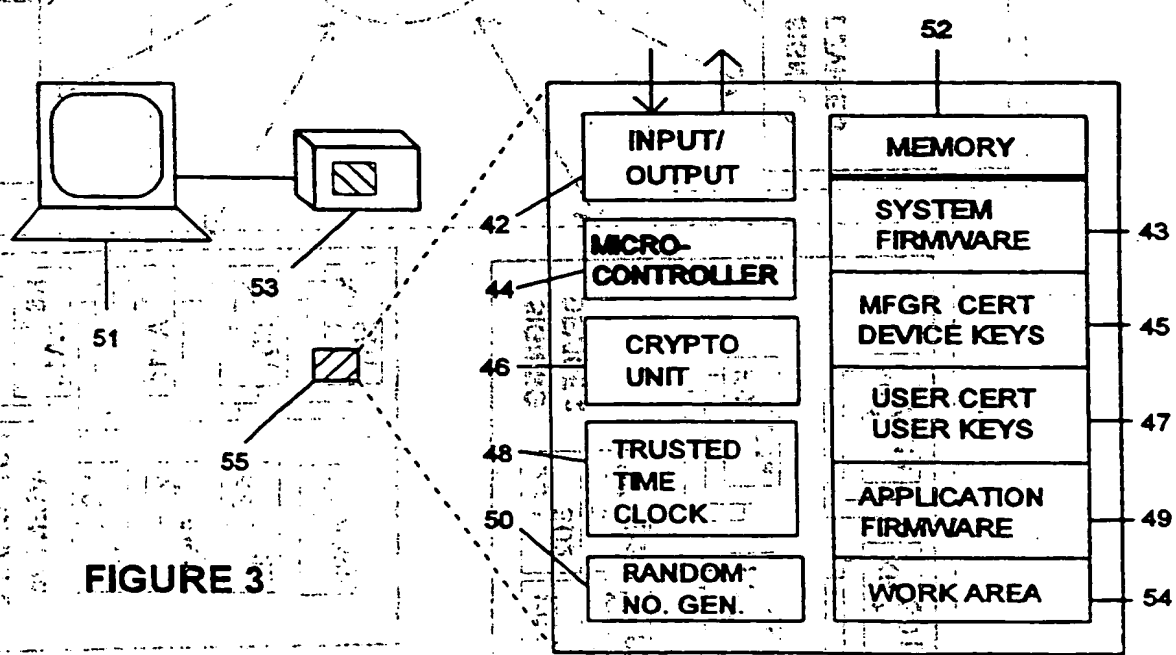 52
INPUT/
OUTPUT
MEMORY
42
SYSTEM
FIRMWARE
43
MICRO-
CONTROLLER
44
53
51
MFGR CERT
DEVICE KEYS
45
CRYPTO
UNIT
46
USER CERT
USER KEYS
47
55
48
TRUSTED
TIME
CLOCK
APPLICATION
FIRMWARE
49
50
FIGURE 3
RANDOM
NO. GEN.
WORK AREA
54